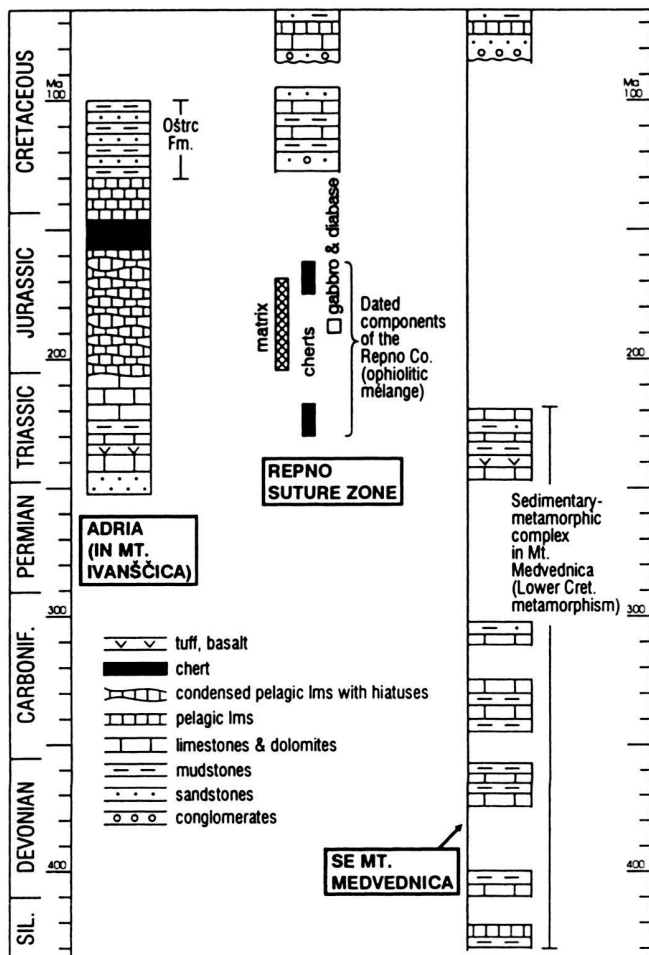 CRETACEOUS
JURASSIC
TRIASSIC
PERMIAN
CARBONIF.
DEVONIAN
SIL.
Ma
100
200
300
400
Oštrc
Fm.
ADRIA
(IN MT.
IVANŠČICA)
matrix
cherts
gabbro & diabase
Dated
components
of the
Repno Co.
(ophiolitic
mélange)
REPNO
SUTURE ZONE
Sedimentary-
metamorphic
complex
in Mt.
Medvednica
(Lower Cret.
metamorphism)
SE MT.
MEDVEDNICA
tuff, basalt
chert
condensed pelagic lms with hiatuses
pelagic lms
limestones & dolomites
mudstones
sandstones
conglomerates
Ma
100
200
300
400